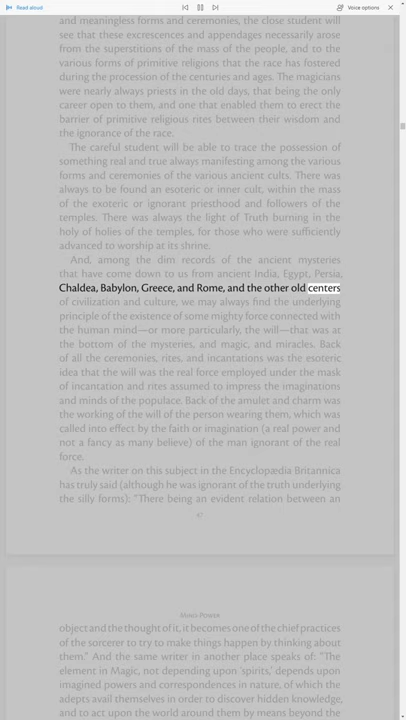 Read aloud
Voice options
and meaningless forms and ceremonies, the close student will
see that these excrescences and appendages necessarily arose
from the superstitions of the mass of the people, and to the
various forms of primitive religions that the race has fostered
during the procession of the centuries and ages. The magicians
were nearly always priests in the old days, that being the only
career open to them, and one that enabled them to erect the
barrier of primitive religious rites between their wisdom and
the ignorance of the race.
The careful student will be able to trace the possession of
something real and true always manifesting among the various
forms and ceremonies of the various ancient cults. There was
always to be found an esoteric or inner cult, within the mass
of the exoteric or ignorant priesthood and followers of the
temples. There was always the light of Truth burning in the
holy of holies of the temples, for those who were sufficiently
advanced to worship at its shrine.
And, among the dim records of the ancient mysteries
that have come down to us from ancient India, Egypt, Persia,
Chaldea, Babylon, Greece, and Rome, and the other old centers
of civilization and culture, we may always find the underlying
principle of the existence of some mighty force connected with
the human mind—or more particularly, the will—that was at
the bottom of the mysteries, and magic, and miracles. Back
of all the ceremonies, rites, and incantations was the esoteric
idea that the will was the real force employed under the mask
of incantation and rites assumed to impress the imaginations
and minds of the populace. Back of the amulet and charm was
the working of the will of the person wearing them, which was
called into effect by the faith or imagination (a real power and
not a fancy as many believe) of the man ignorant of the real
force.
As the writer on this subject in the Encyclopædia Britannica
has truly said (although he was ignorant of the truth underlying
the silly forms): "There being an evident relation between an
object and the thought of it, it becomes one of the chief practices
of the sorcerer to try to make things happen by thinking about
them." And the same writer in another place speaks of: "The
element in Magic, not depending upon 'spirits,' depends upon
imagined powers and correspondences in nature, of which the
adepts avail themselves in order to discover hidden knowledge,
and to act upon the world around them by means beyond the